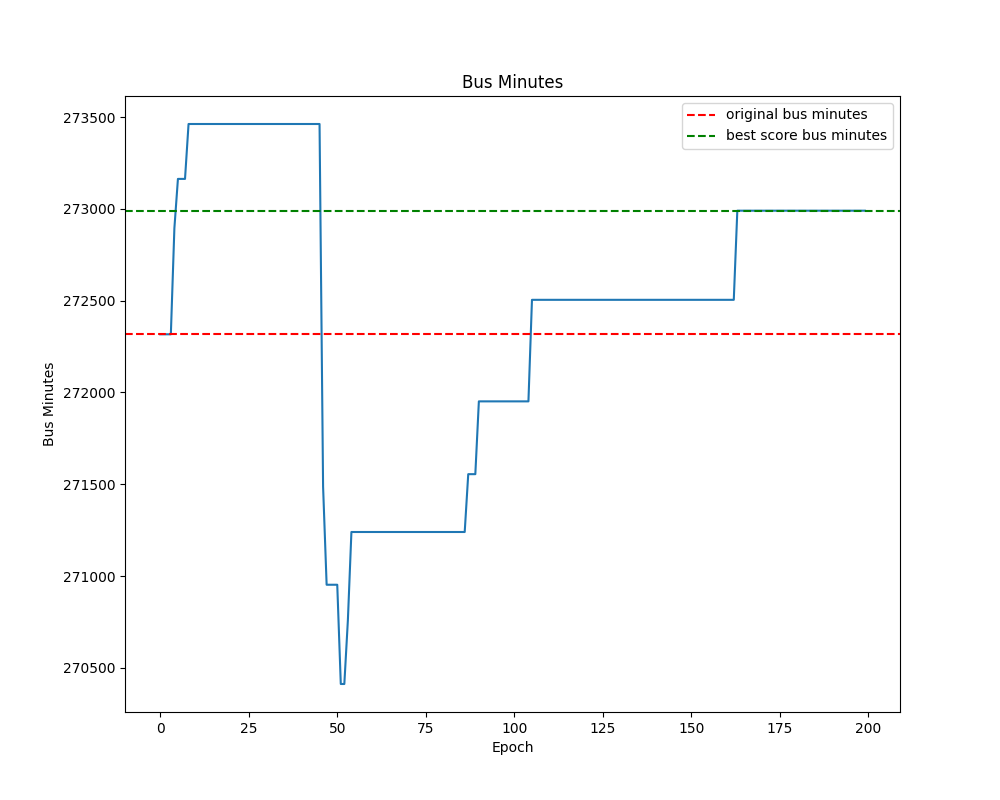 Bus Minutes
original bus minutes
best score bus minutes
273500
273000
272500
272000
271500
271000
270500
Bus Minutes
0 25 50 75 100 125 150 175 200
Epoch